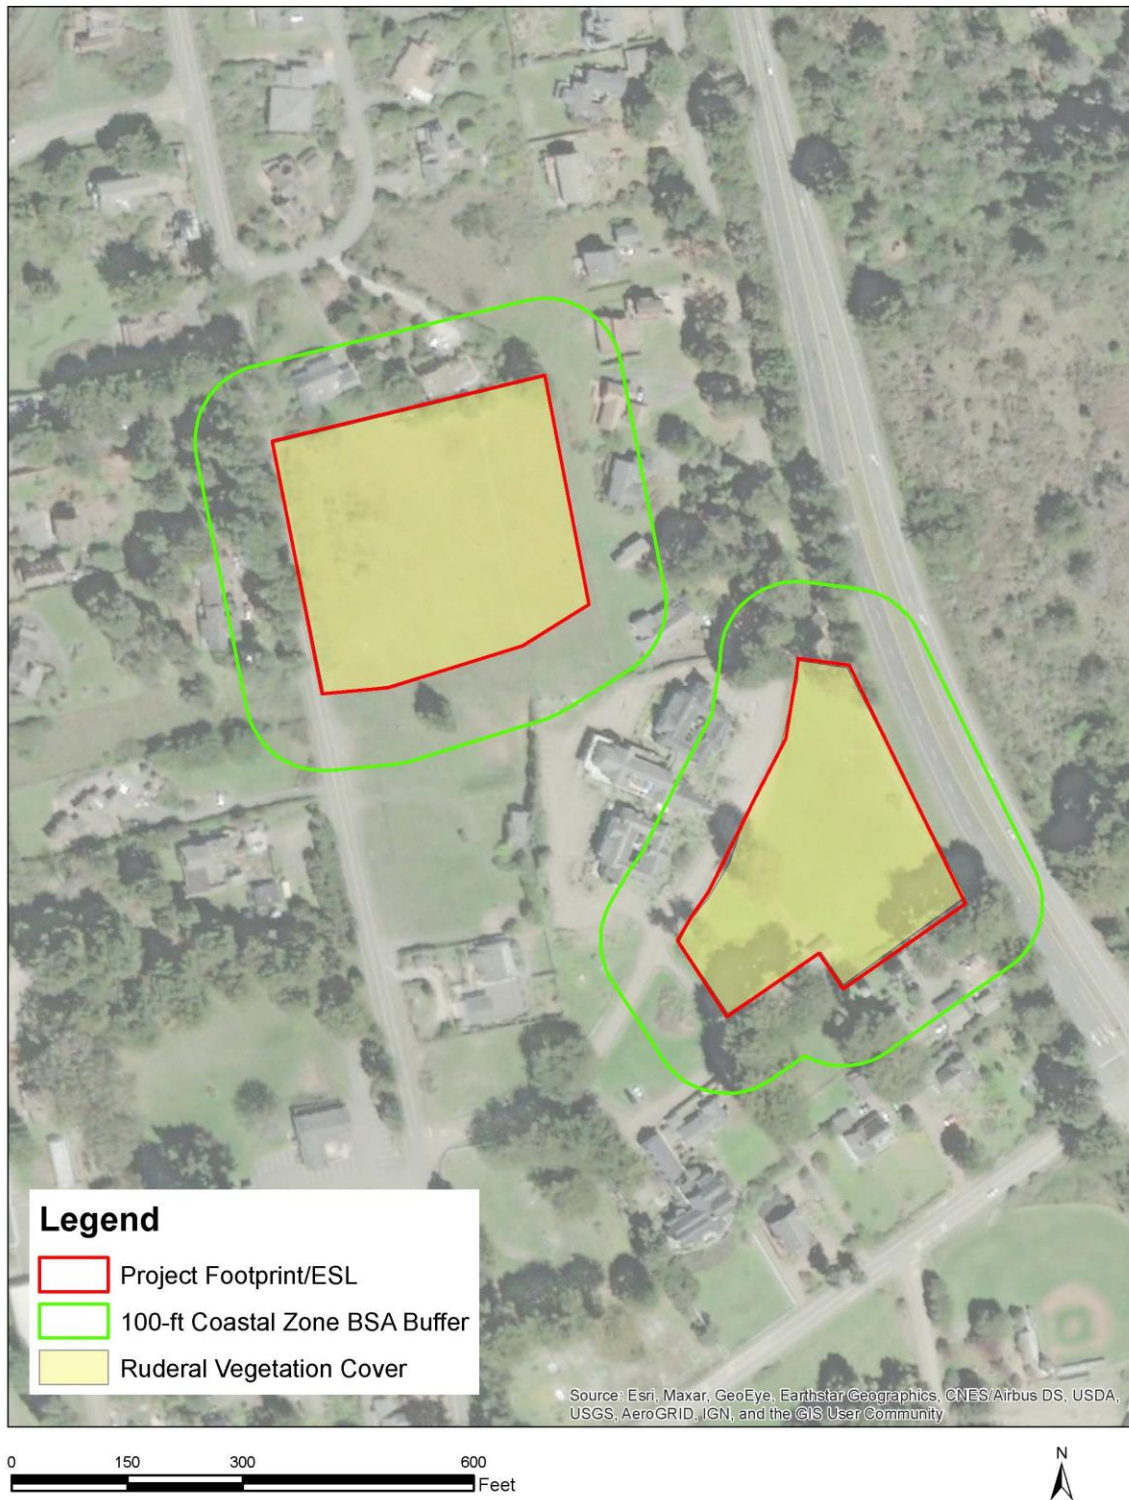 Legend
Project Footprint/ESL
100-ft Coastal Zone BSA Buffer
Ruderal Vegetation Cover
Source: Esri, Maxar, GeoEye, Earthstar Geographics, CNES/Airbus DS, USDA,
USGS, AeroGRID, IGN, and the GIS User Community
0 150 300 600
Feet
N